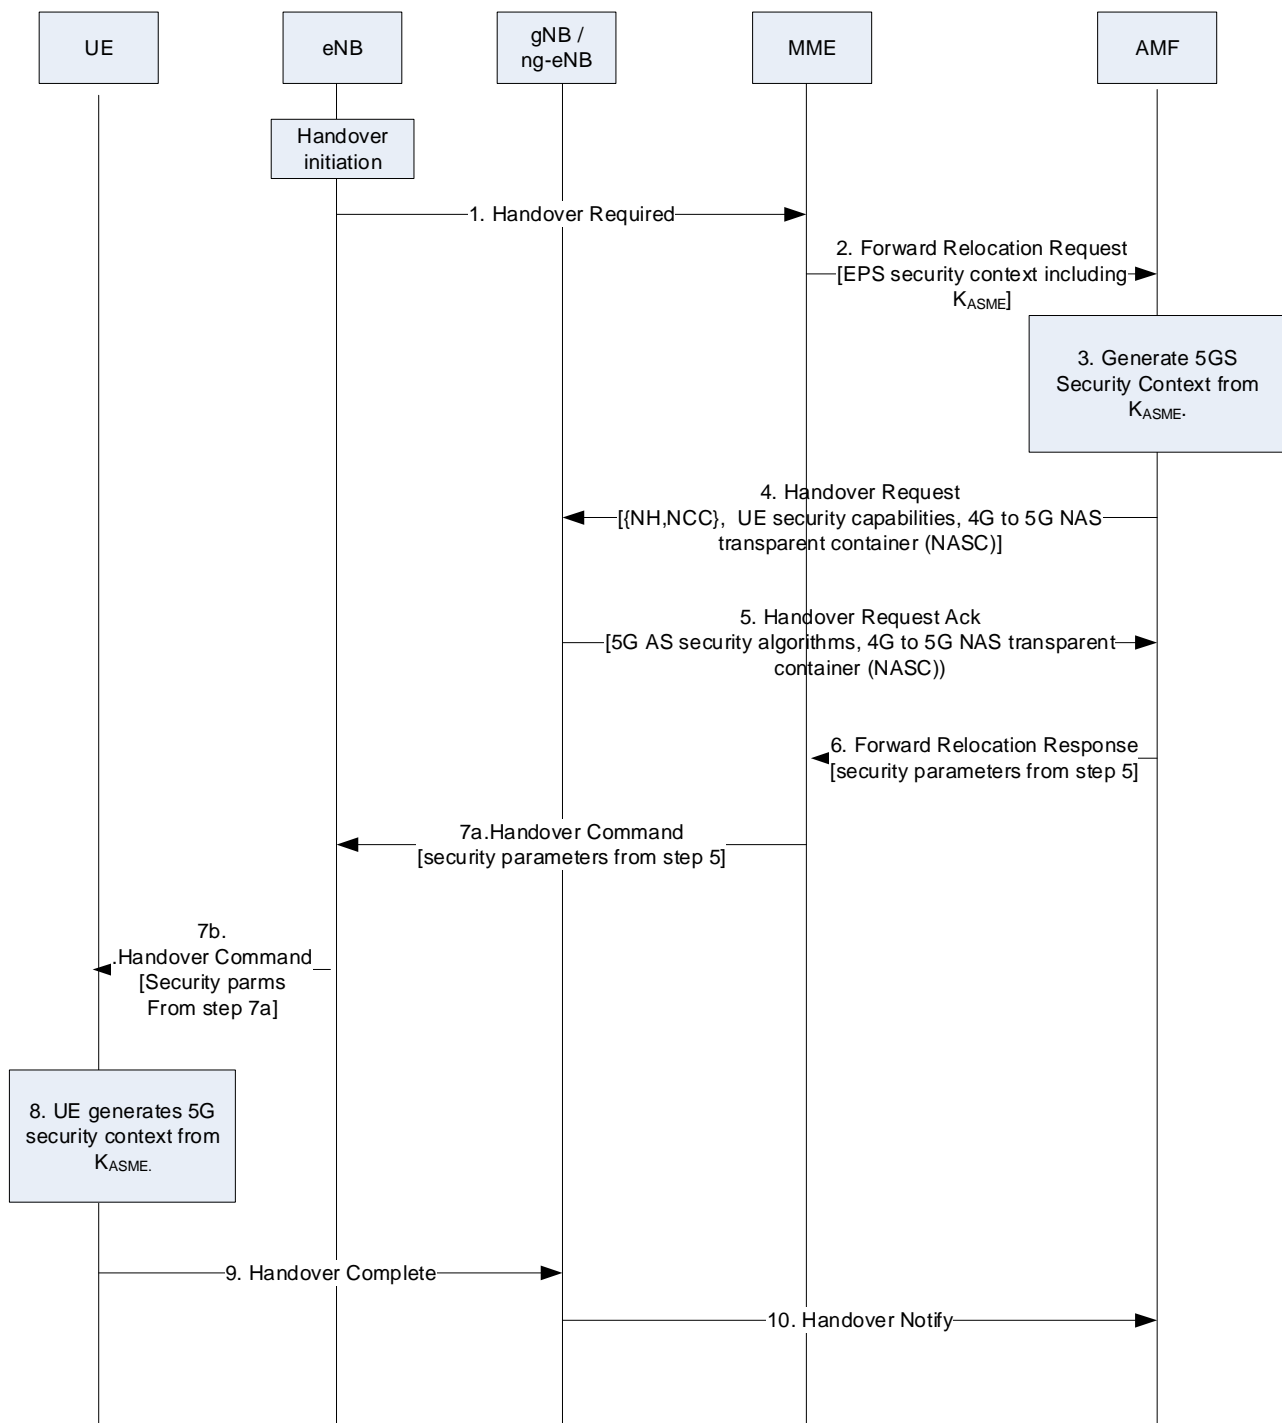 UE
eNB
gNB /
ng-eNB
MME
AMF
Handover
initiation
1. Handover Required
2. Forward Relocation Request
[EPS security context including
KASME]
3. Generate 5GS
Security Context from
KASME.
4. Handover Request
[{NH,NCC}, UE security capabilities, 4G to 5G NAS
transparent container (NASC)]
5. Handover Request Ack
[5G AS security algorithms, 4G to 5G NAS transparent
container (NASC))
6. Forward Relocation Response
[security parameters from step 5]
7a.Handover Command
[security parameters from step 5]
7b.
.Handover Command
[Security parms
From step 7a]
8. UE generates 5G
security context from
KASME.
9. Handover Complete
10. Handover Notify